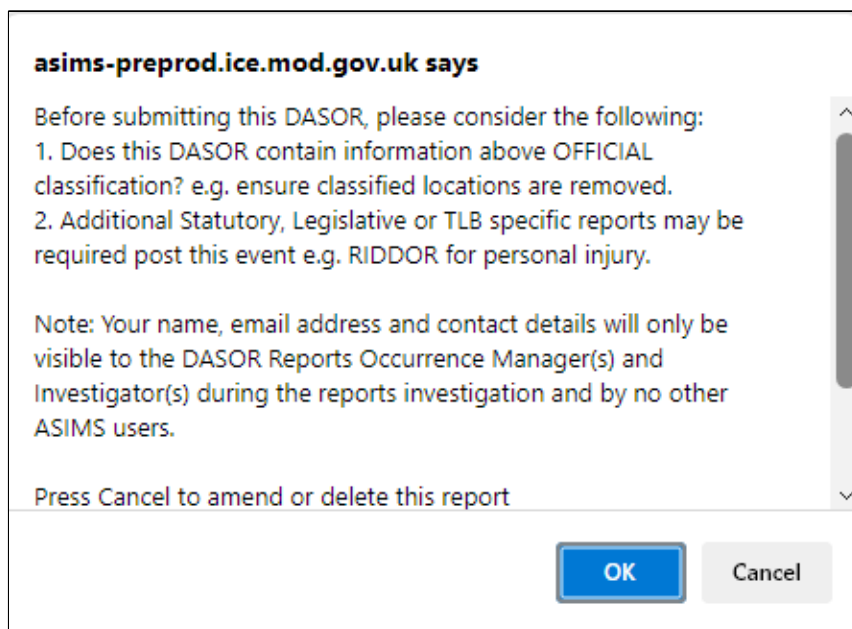 asims-preprod.ice.mod.gov.uk says
Before submitting this DASOR, please consider the following:
1. Does this DASOR contain information above OFFICIAL
classification? e.g. ensure classified locations are removed.
2. Additional Statutory, Legislative or TLB specific reports may be
required post this event e.g. RIDDOR for personal injury.
Note: Your name, email address and contact details will only be
visible to the DASOR Reports Occurrence Manager(s) and
Investigator(s) during the reports investigation and by no other
ASIMS users.
Press Cancel to amend or delete this report
OK
Cancel